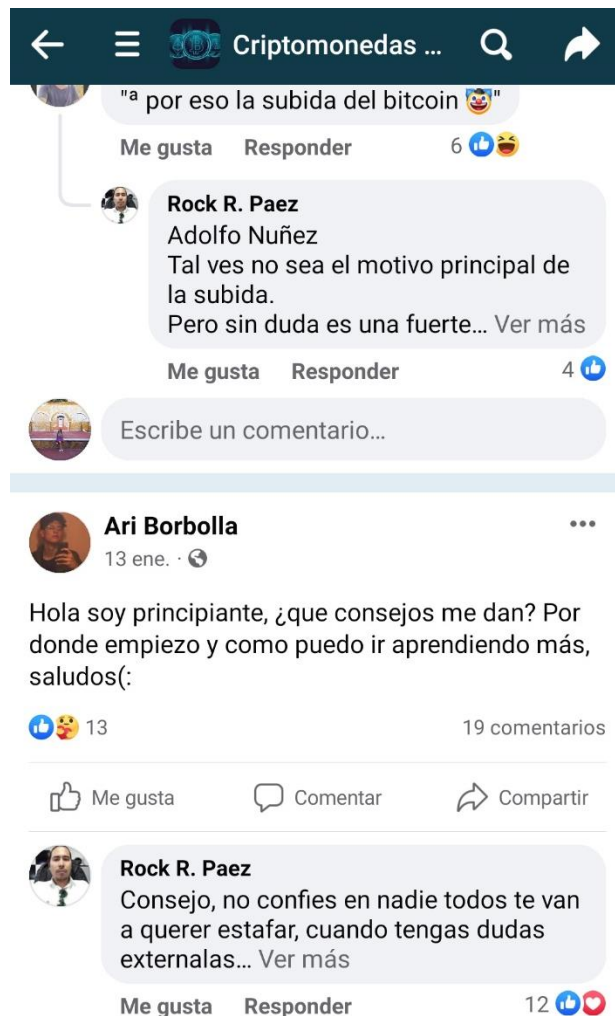 Criptomonedas ...
"ª por eso la subida del bitcoin 🤡"
Me gusta Responder 6
Rock R. Paez
Adolfo Nuñez
Tal ves no sea el motivo principal de
la subida.
Pero sin duda es una fuerte... Ver más
Me gusta Responder 4
Escribe un comentario...
Ari Borbolla
13 ene. ·
Hola soy principiante, ¿que consejos me dan? Por
donde empiezo y como puedo ir aprendiendo más,
saludos(:
13 19 comentarios
Me gusta Comentar Compartir
Rock R. Paez
Consejo, no confies en nadie todos te van
a querer estafar, cuando tengas dudas
externalas... Ver más
Me gusta Responder 12